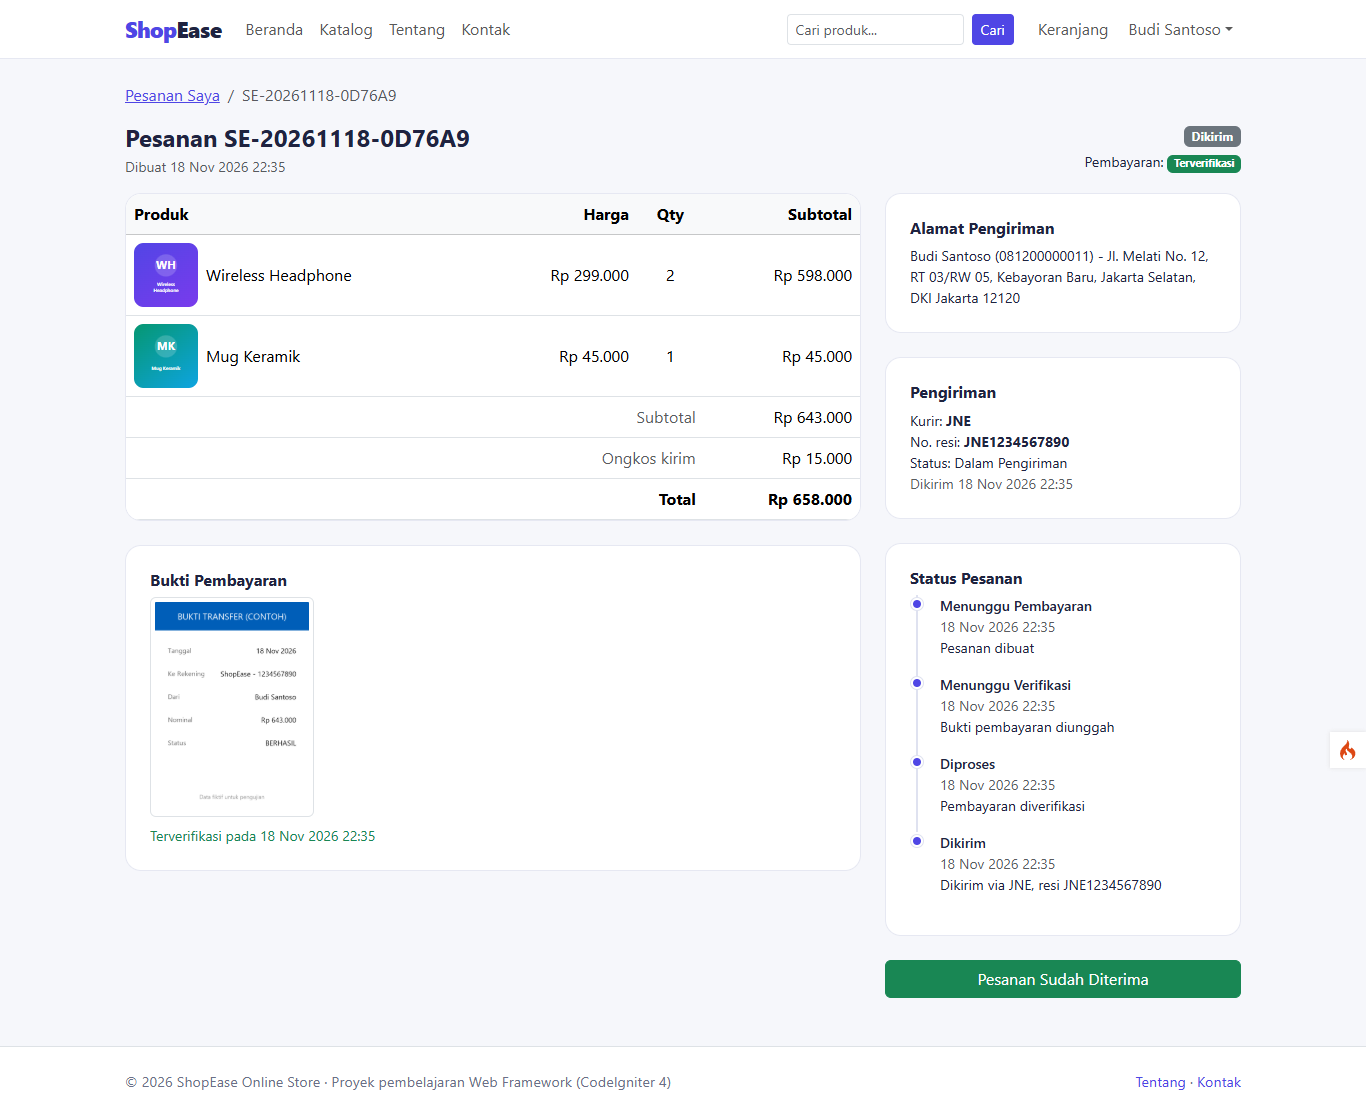 ShopEase Beranda Katalog Tentang Kontak Cari produk... Cari Keranjang Budi Santoso
Pesanan Saya / SE-20261118-0D76A9
Pesanan SE-20261118-0D76A9
Dibuat 18 Nov 2026 22:35
Dikirim
Pembayaran: Terverifikasi
Produk Harga Qty Subtotal
WH
Wireless
Headphone
Wireless Headphone Rp 299.000 2 Rp 598.000
MK
Mug Keramik
Mug Keramik Rp 45.000 1 Rp 45.000
Subtotal Rp 643.000
Ongkos kirim Rp 15.000
Total Rp 658.000
Bukti Pembayaran
BUKTI TRANSFER (CONTOH)
Tanggal 18 Nov 2026
Ke Rekening ShopEase - 1234567890
Dari Budi Santoso
Nominal Rp 643.000
Status BERHASIL
Data fiktif untuk pengujian
Terverifikasi pada 18 Nov 2026 22:35
Alamat Pengiriman
Budi Santoso (081200000011) - Jl. Melati No. 12,
RT 03/RW 05, Kebayoran Baru, Jakarta Selatan,
DKI Jakarta 12120
Pengiriman
Kurir: JNE
No. resi: JNE1234567890
Status: Dalam Pengiriman
Dikirim 18 Nov 2026 22:35
Status Pesanan
Menunggu Pembayaran
18 Nov 2026 22:35
Pesanan dibuat
Menunggu Verifikasi
18 Nov 2026 22:35
Bukti pembayaran diunggah
Diproses
18 Nov 2026 22:35
Pembayaran diverifikasi
Dikirim
18 Nov 2026 22:35
Dikirim via JNE, resi JNE1234567890
Pesanan Sudah Diterima
© 2026 ShopEase Online Store · Proyek pembelajaran Web Framework (CodeIgniter 4)
Tentang · Kontak